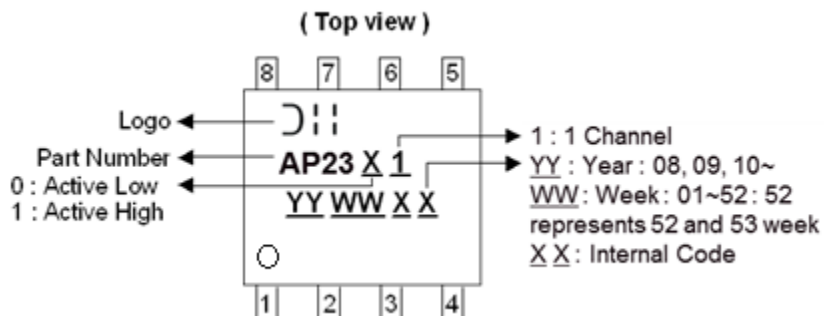 ( Top view )
8 7 6 5
Logo
Part Number
0 : Active Low
1 : Active High
AP23 X 1
YY WW X X
1 : 1 Channel
YY : Year : 08, 09, 10~
WW : Week : 01~52 : 52
represents 52 and 53 week
X X : Internal Code
1 2 3 4